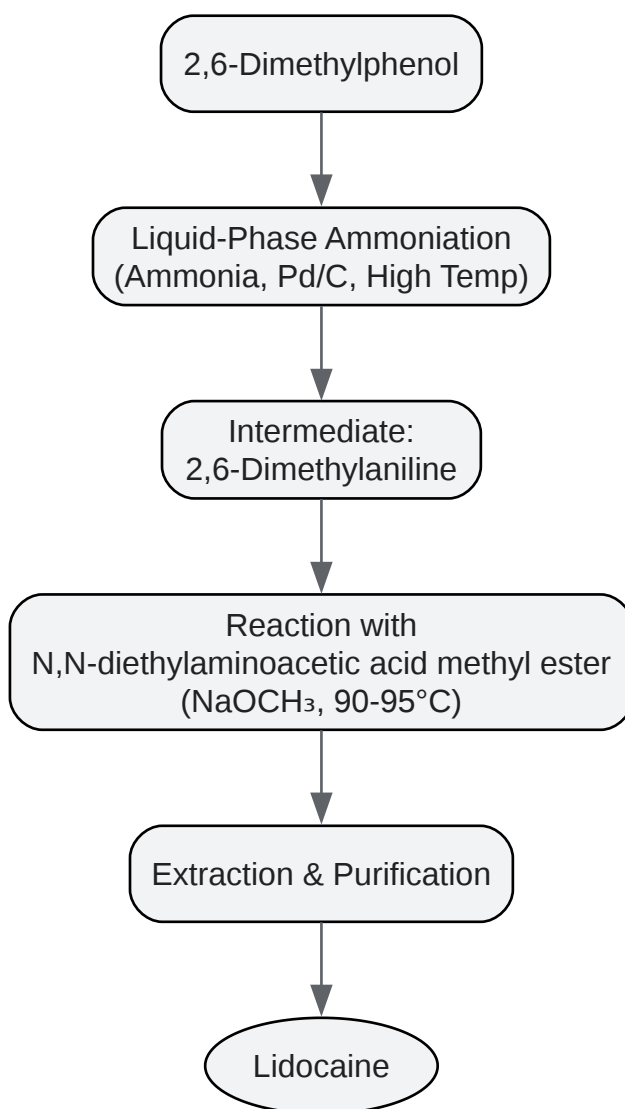 2,6-Dimethylphenol
Liquid-Phase Ammoniation
(Ammonia, Pd/C, High Temp)
Intermediate:
2,6-Dimethylaniline
Reaction with
N,N-diethylaminoacetic acid methyl ester
(NaOCH₃, 90-95°C)
Extraction & Purification
Lidocaine